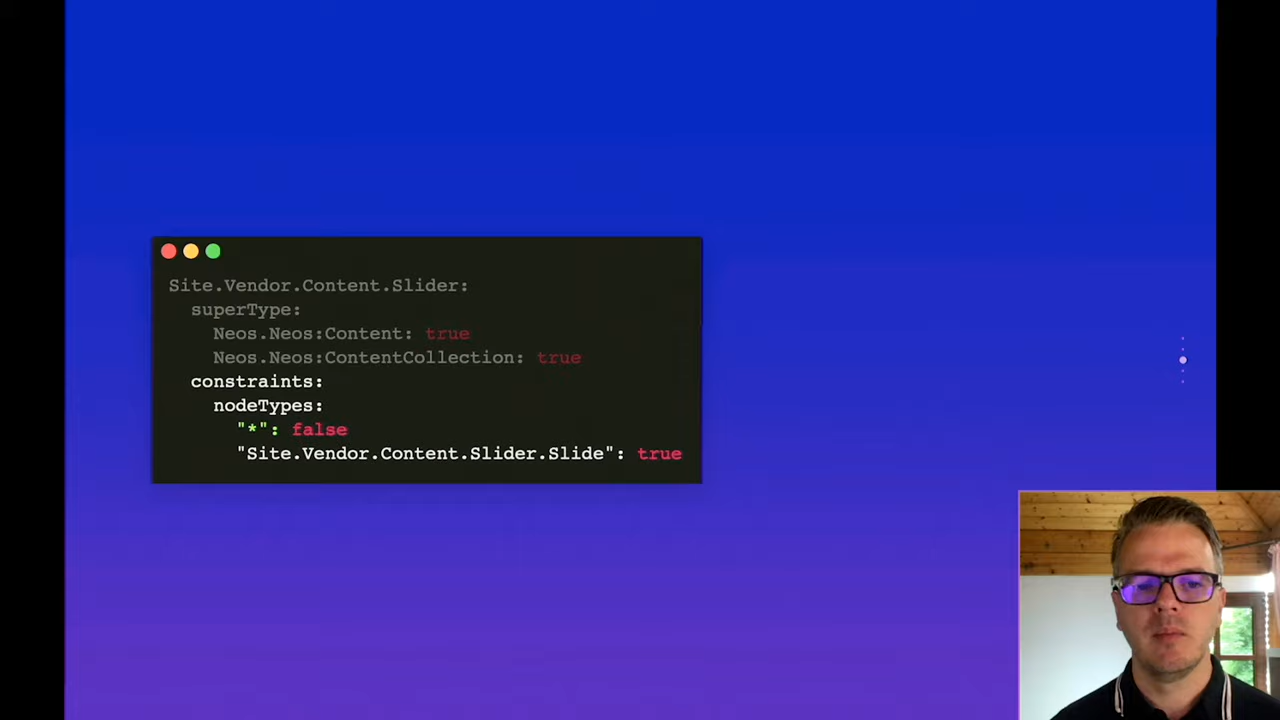 Site.Vendor.Content.Slider:
superType:
Neos.Neos:Content: true
Neos.Neos:ContentCollection: true
constraints:
nodeTypes:
"*": false
"Site.Vendor.Content.Slider.Slide": true